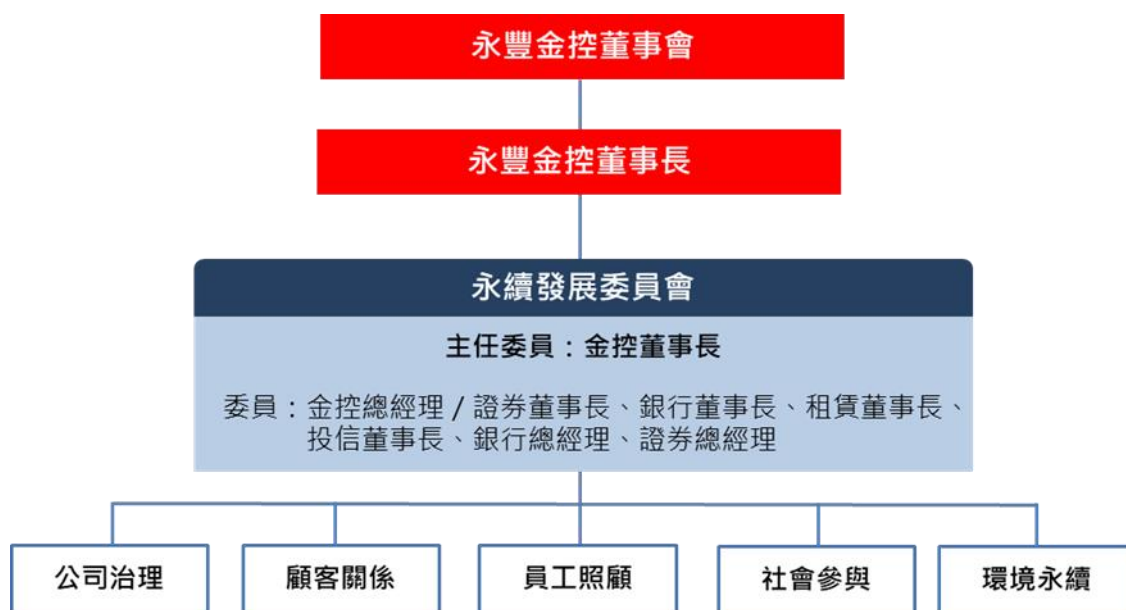 永豐金控董事會
永豐金控董事長
永續發展委員會
主任委員：金控董事長
委員：金控總經理 / 證券董事長、銀行董事長、租賃董事長、
投信董事長、銀行總經理、證券總經理
公司治理
顧客關係
員工照顧
社會參與
環境永續